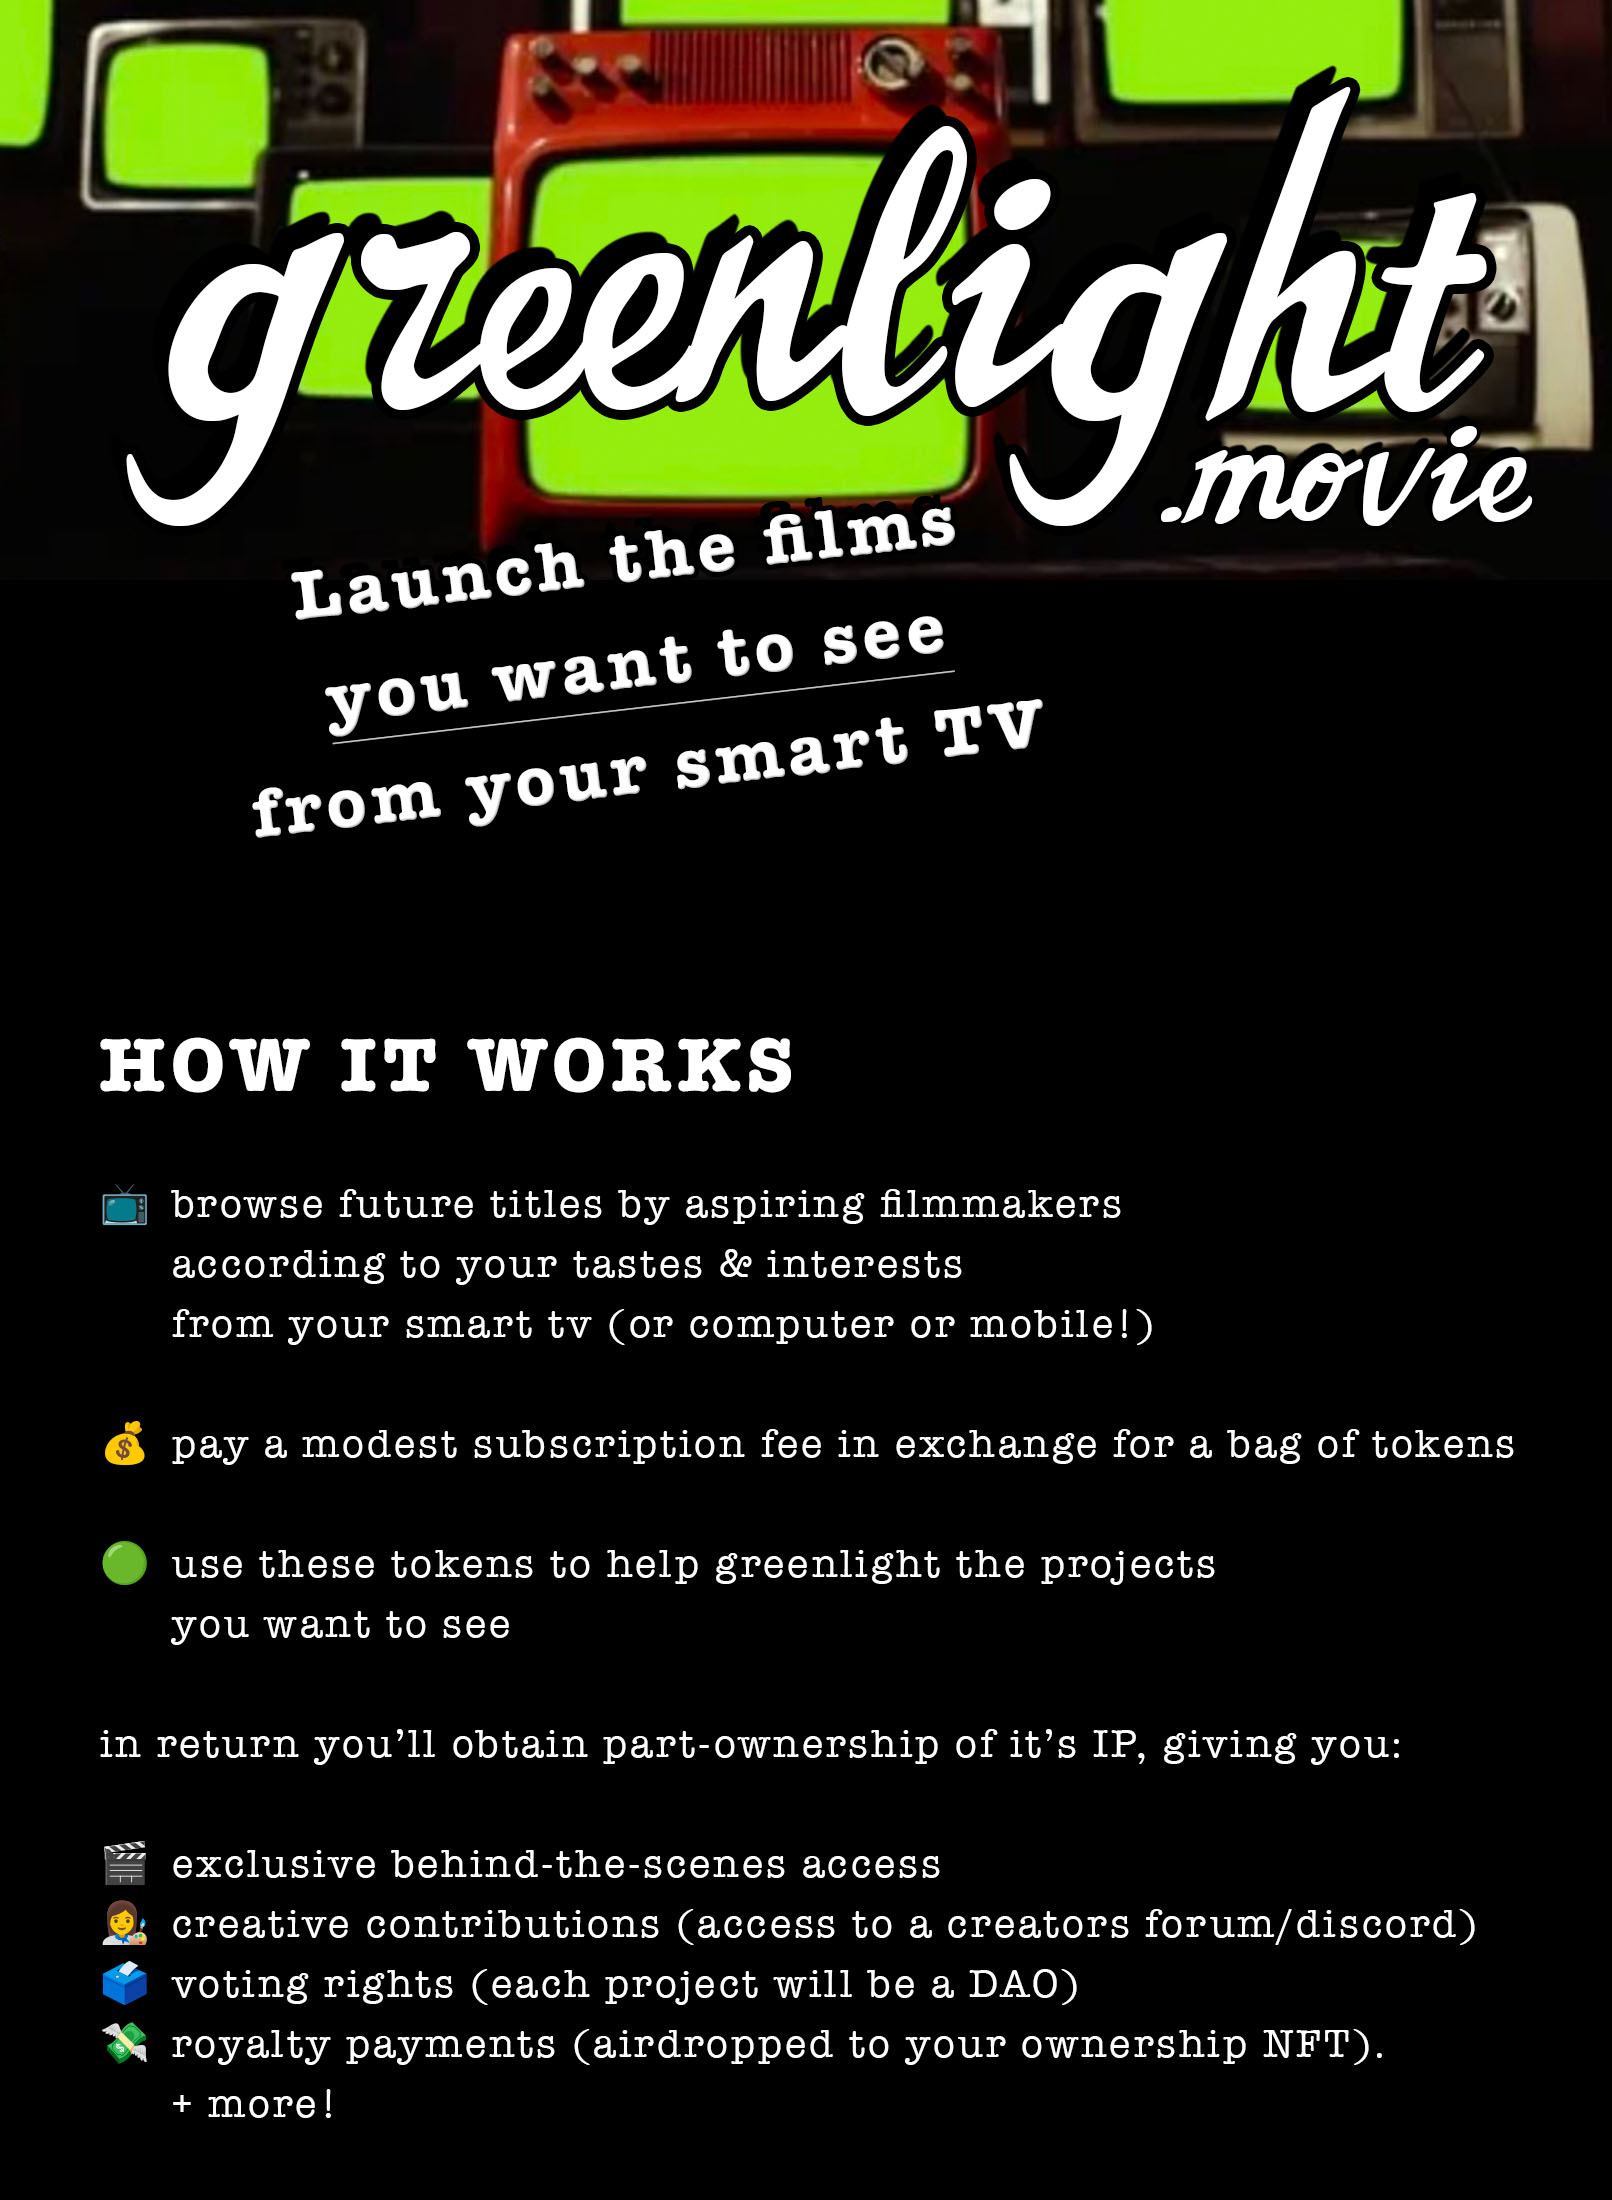 greenlight
.movie
Launch the films
you want to see
from your smart TV
HOW IT WORKS
browse future titles by aspiring filmmakers
according to your tastes & interests
from your smart tv (or computer or mobile!)
pay a modest subscription fee in exchange for a bag of tokens
use these tokens to help greenlight the projects
you want to see
in return you’ll obtain part-ownership of it’s IP, giving you:
exclusive behind-the-scenes access
creative contributions (access to a creators forum/discord)
voting rights (each project will be a DAO)
royalty payments (airdropped to your ownership NFT).
+ more!